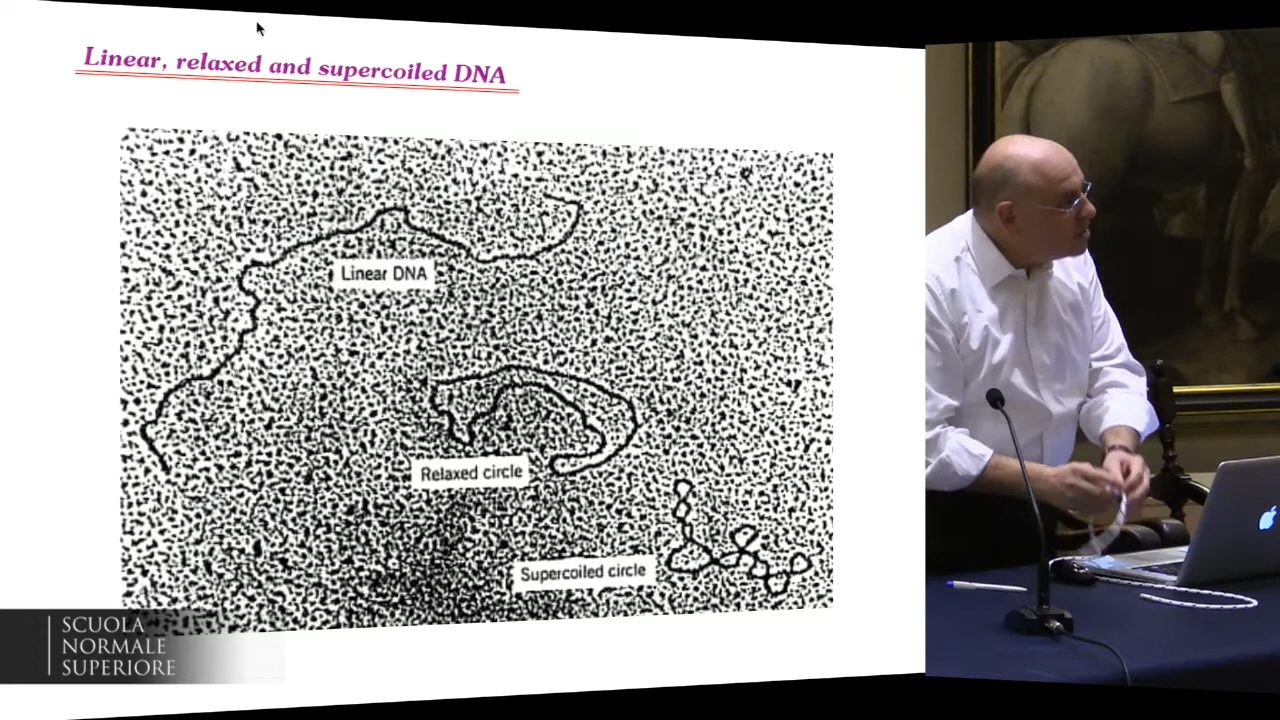 Linear, relaxed and supercoiled DNA
Linear DNA
Relaxed circle
Supercoiled circle
SCUOLA
NORMALE
SUPERIORE